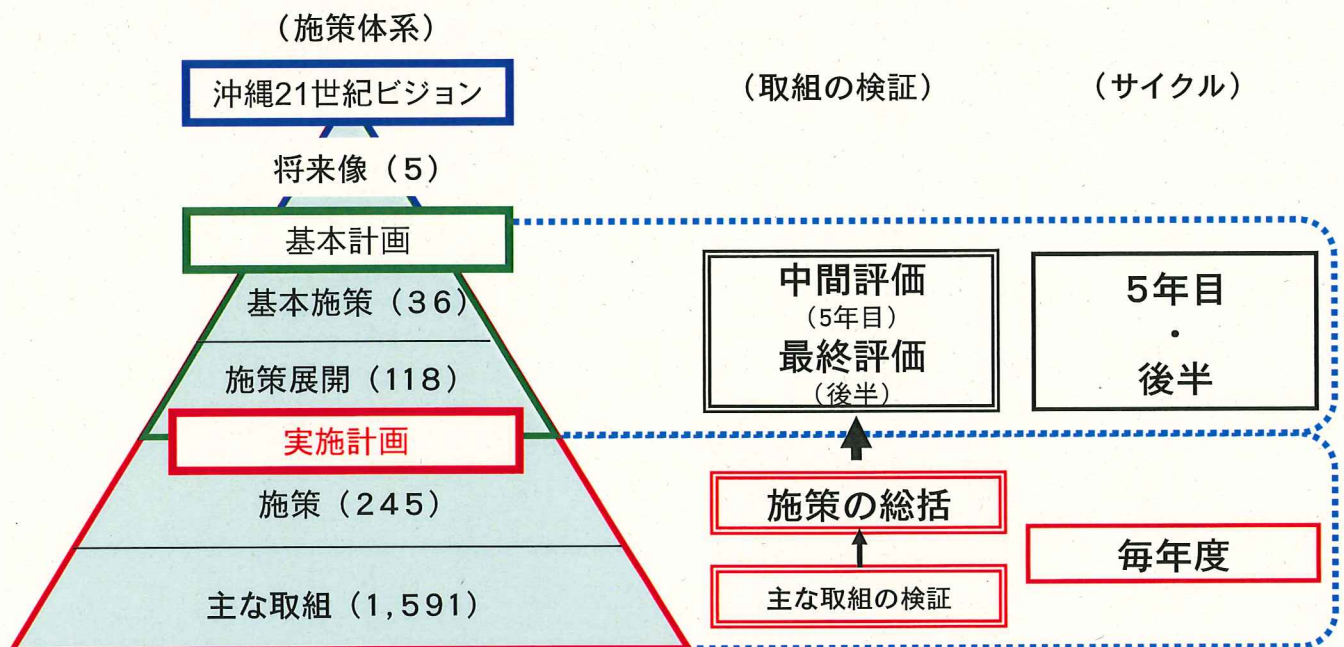 （施策体系）
沖縄21世紀ビジョン
将来像（5）
基本計画
基本施策（36）
施策展開（118）
実施計画
施策（245）
主な取組（1,591）
（取組の検証）
中間評価
（5年目）
最終評価
（後半）
施策の総括
主な取組の検証
（サイクル）
5年目
・
後半
毎年度